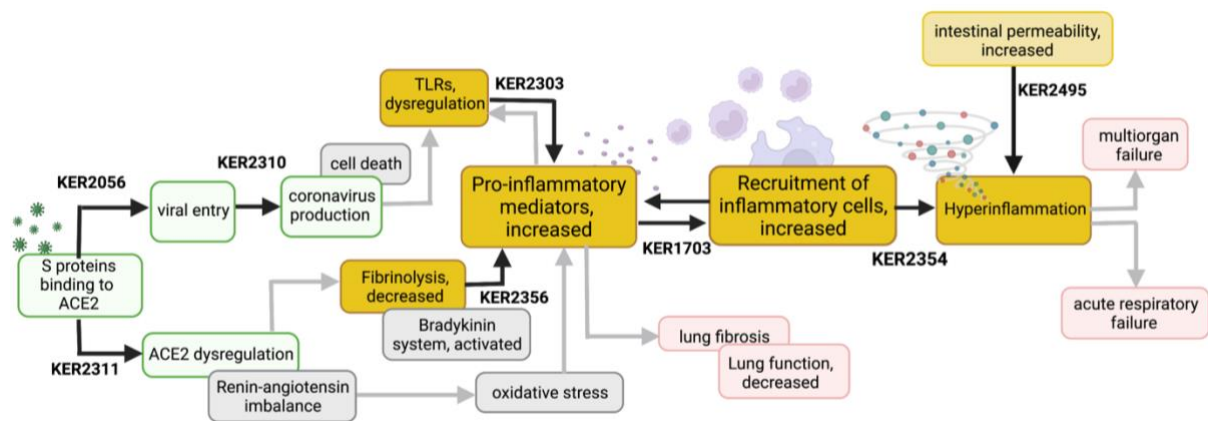 intestinal permeability,
increased
KER2495
TLRs,
dysregulation
KER2303
multiorgan
failure
KER2310
cell death
KER2056
viral entry
coronavirus
production
Pro-inflammatory
mediators,
increased
Recruitment of
inflammatory cells,
increased
Hyperinflammation
KER1703
KER2354
S proteins
binding to
ACE2
Fibrinolysis,
decreased
KER2356
acute respiratory
failure
Bradykinin
system, activated
lung fibrosis
KER2311
ACE2 dysregulation
Lung function,
decreased
Renin-angiotensin
imbalance
oxidative stress